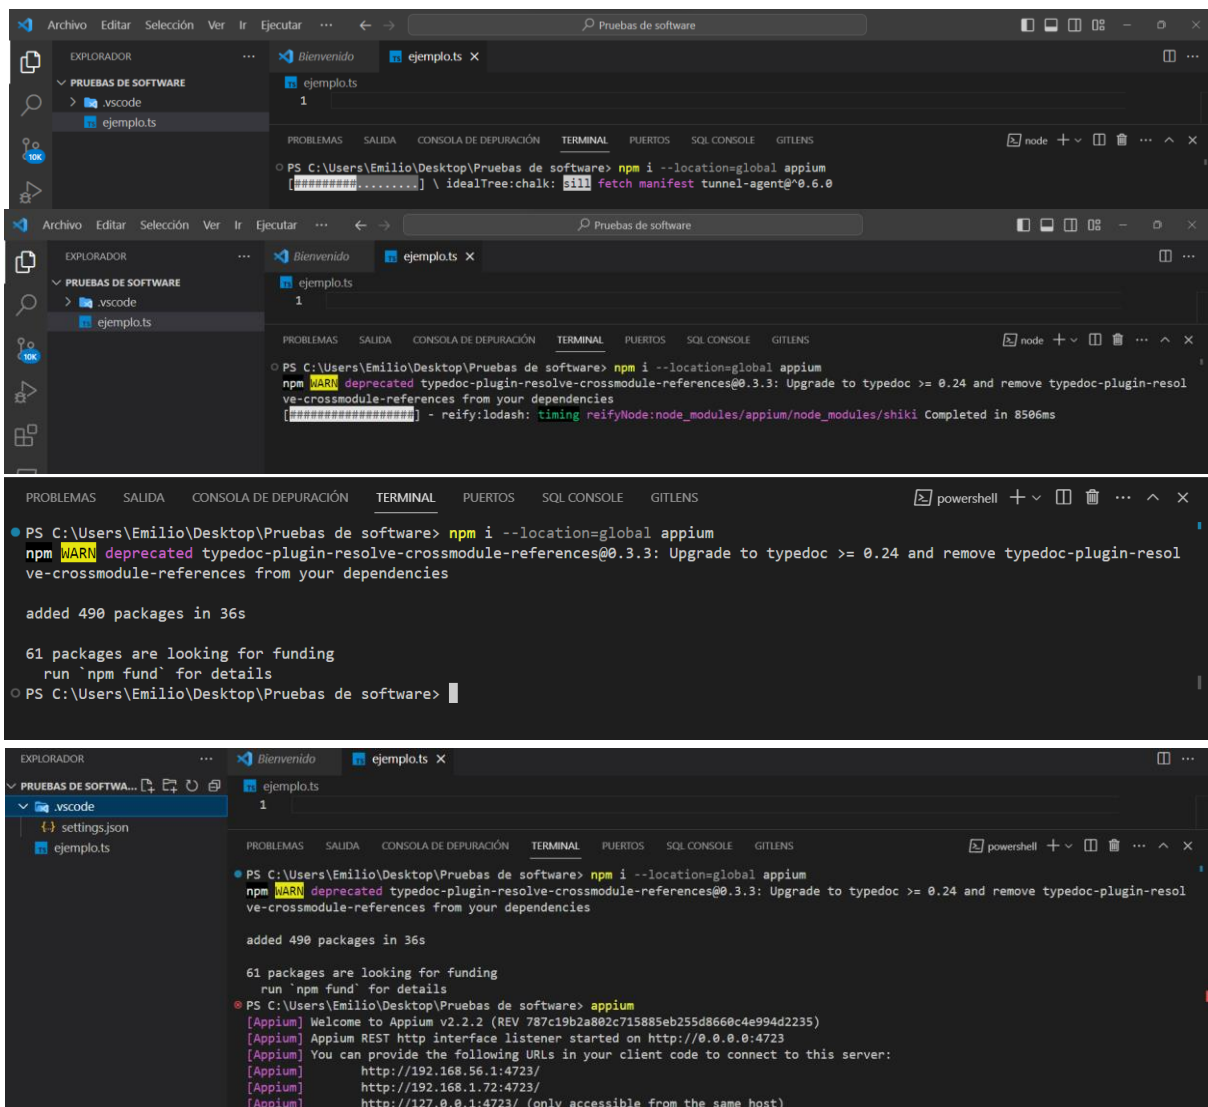 Archivo Editar Selección Ver Ir Ejecutar ··· Pruebas de software
EXPLORADOR ··· Bienvenido ejemplo.ts
PRUEBAS DE SOFTWARE ejemplo.ts
.vscode 1
ejemplo.ts
PROBLEMAS SALIDA CONSOLA DE DEPURACIÓN TERMINAL PUERTOS SQL CONSOLE GITLENS node
10K
PS C:\Users\Emilio\Desktop\Pruebas de software> npm i --location=global appium
[#########.........] \ idealTree:chalk: sill fetch manifest tunnel-agent@^0.6.0
Archivo Editar Selección Ver Ir Ejecutar ··· Pruebas de software
EXPLORADOR ··· Bienvenido ejemplo.ts
PRUEBAS DE SOFTWARE ejemplo.ts
.vscode 1
ejemplo.ts
PROBLEMAS SALIDA CONSOLA DE DEPURACIÓN TERMINAL PUERTOS SQL CONSOLE GITLENS node
10K
PS C:\Users\Emilio\Desktop\Pruebas de software> npm i --location=global appium
npm WARN deprecated typedoc-plugin-resolve-crossmodule-references@0.3.3: Upgrade to typedoc >= 0.24 and remove typedoc-plugin-resol
ve-crossmodule-references from your dependencies
[##################] - reify:lodash: timing reifyNode:node_modules/appium/node_modules/shiki Completed in 8506ms
PROBLEMAS SALIDA CONSOLA DE DEPURACIÓN TERMINAL PUERTOS SQL CONSOLE GITLENS powershell
PS C:\Users\Emilio\Desktop\Pruebas de software> npm i --location=global appium
npm WARN deprecated typedoc-plugin-resolve-crossmodule-references@0.3.3: Upgrade to typedoc >= 0.24 and remove typedoc-plugin-resol
ve-crossmodule-references from your dependencies
added 490 packages in 36s
61 packages are looking for funding
run `npm fund` for details
PS C:\Users\Emilio\Desktop\Pruebas de software>
EXPLORADOR ··· Bienvenido ejemplo.ts
PRUEBAS DE SOFTWA... ejemplo.ts
.vscode 1
settings.json
ejemplo.ts
PROBLEMAS SALIDA CONSOLA DE DEPURACIÓN TERMINAL PUERTOS SQL CONSOLE GITLENS powershell
PS C:\Users\Emilio\Desktop\Pruebas de software> npm i --location=global appium
npm WARN deprecated typedoc-plugin-resolve-crossmodule-references@0.3.3: Upgrade to typedoc >= 0.24 and remove typedoc-plugin-resol
ve-crossmodule-references from your dependencies
added 490 packages in 36s
61 packages are looking for funding
run `npm fund` for details
PS C:\Users\Emilio\Desktop\Pruebas de software> appium
[Appium] Welcome to Appium v2.2.2 (REV 787c19b2a802c715885eb255d8660c4e994d2235)
[Appium] Appium REST http interface listener started on http://0.0.0.0:4723
[Appium] You can provide the following URLs in your client code to connect to this server:
[Appium] http://192.168.56.1:4723/
[Appium] http://192.168.1.72:4723/
[Appium] http://127.0.0.1:4723/ (only accessible from the same host)